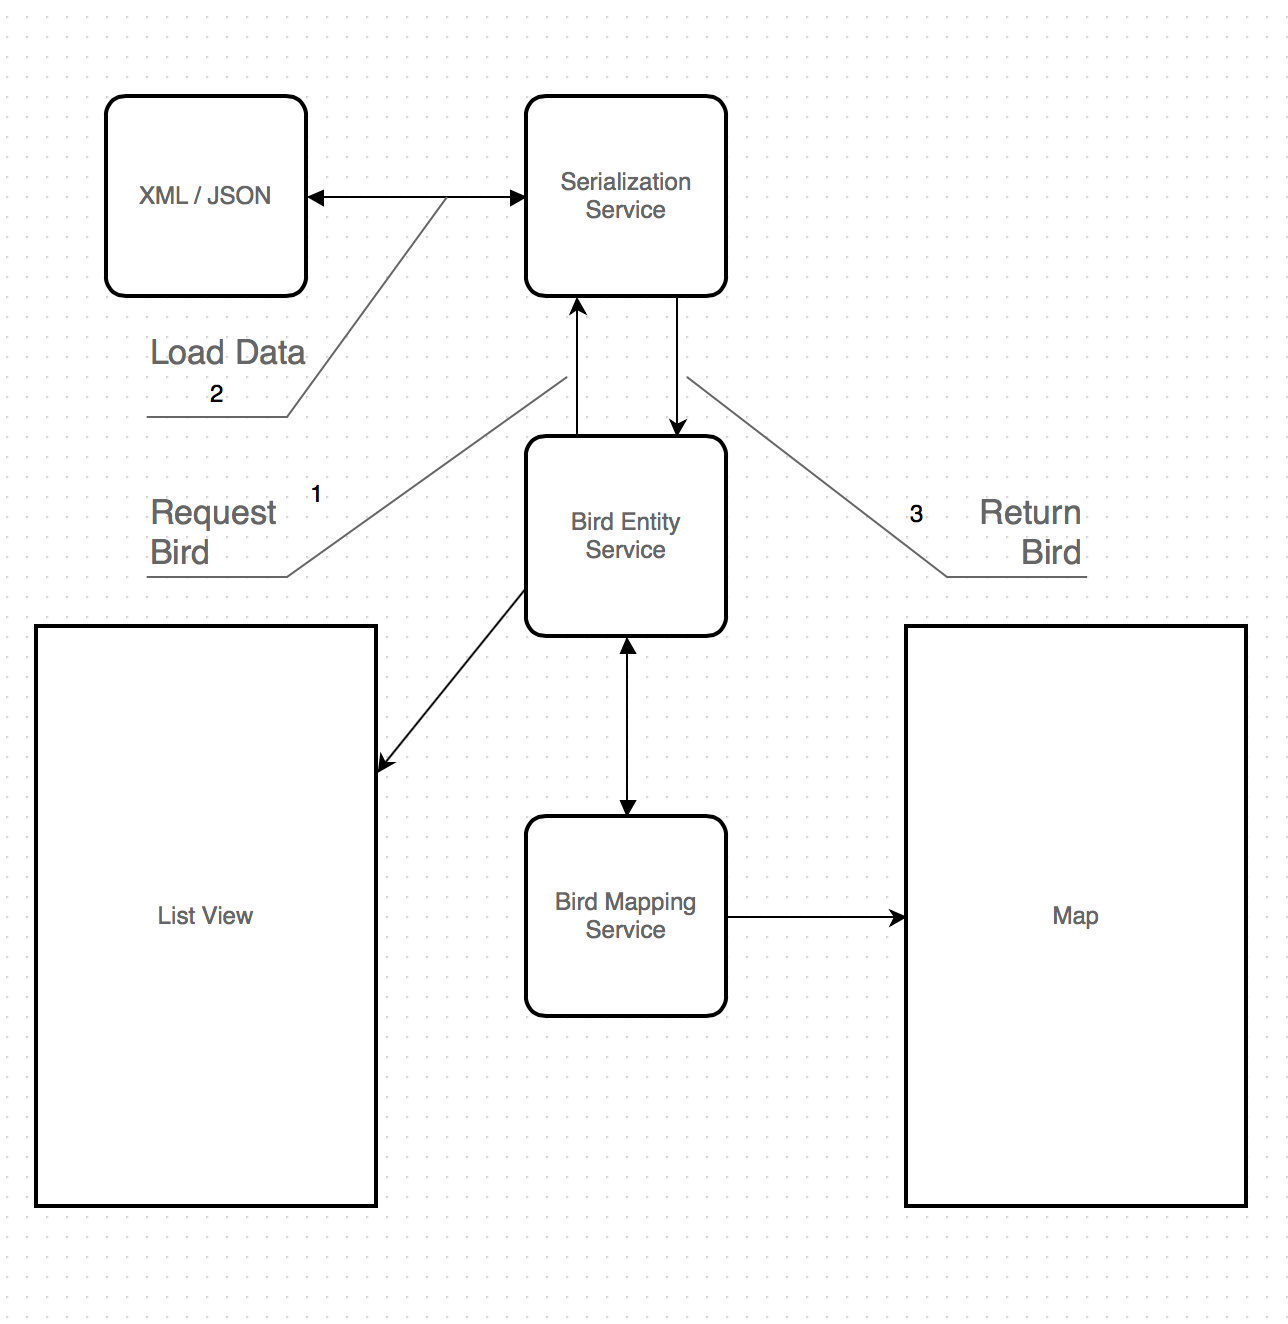 XML / JSON
Serialization
Service
Load Data
2
Request
Bird
1
Bird Entity
Service
3
Return
Bird
List View
Bird Mapping
Service
Map